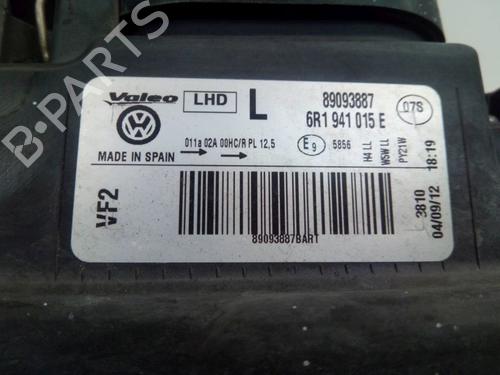 Valeo LHD L 89093887 07S
6R1 941 015 E
011a 02A 00HC/R PL 12,5 E9 5856
MADE IN SPAIN
H4 LL
W5W LL
PY21W
VF2
89093887BART
3810
04/09/12 18:19
B-PARTS